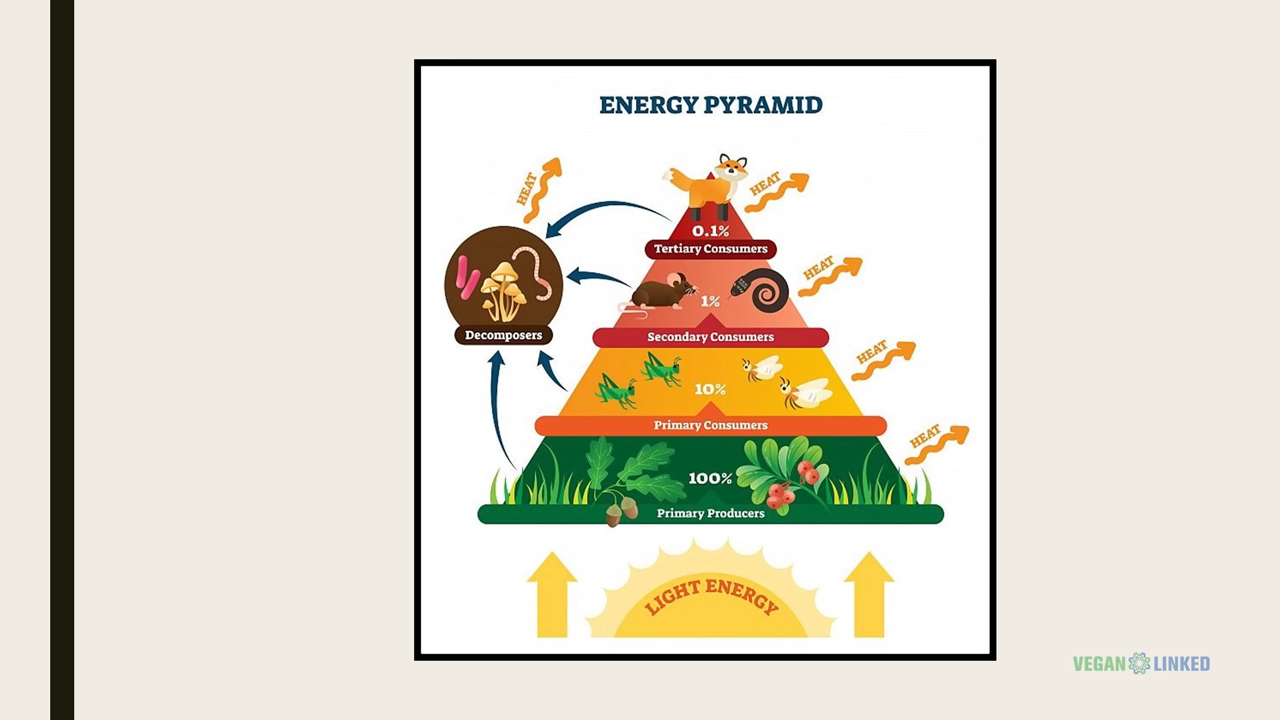 ENERGY PYRAMID
HEAT
HEAT
0.1%
Tertiary Consumers
HEAT
1%
Decomposers
Secondary Consumers
HEAT
10%
Primary Consumers
HEAT
100%
Primary Producers
LIGHT ENERGY
VEGAN LINKED